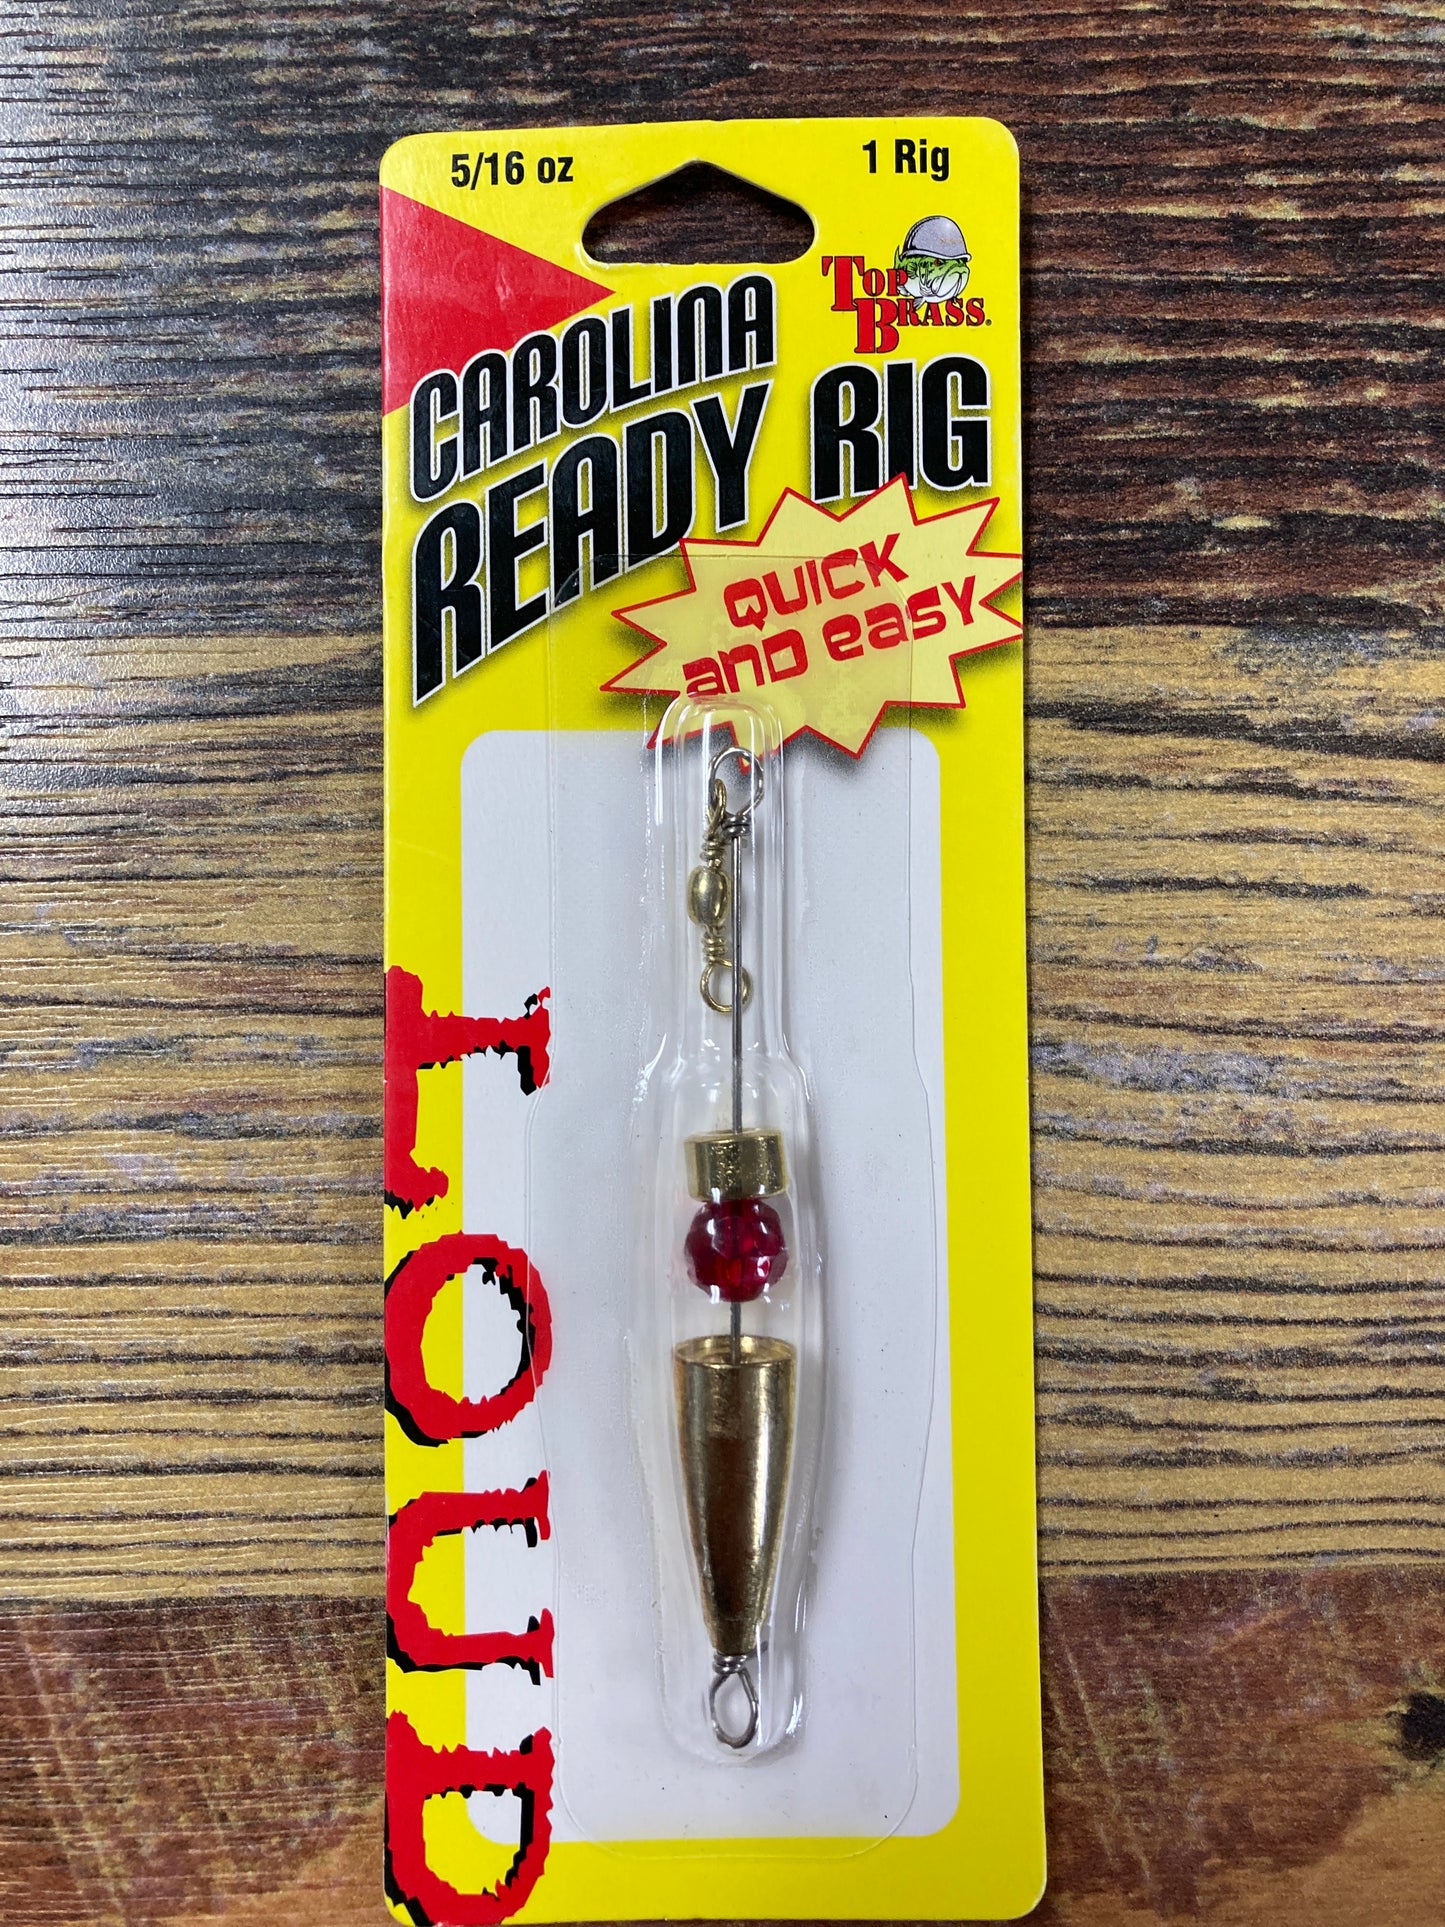 5/16 oz
1 Rig
TOP
BRASS®
CAROLINA
READY RIG
QUICK
AND EASY
LOUD